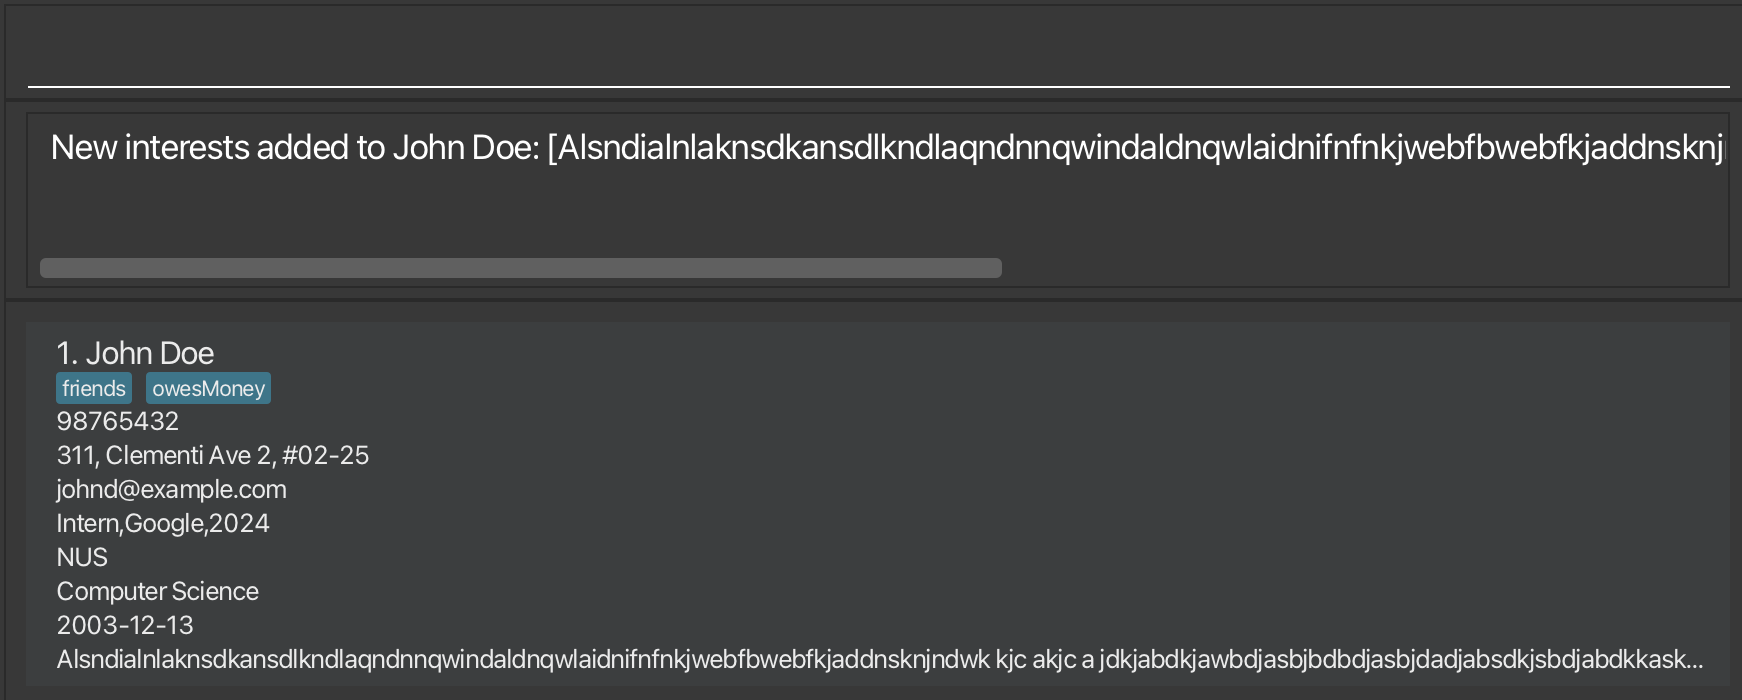 New interests added to John Doe: [Alsndialnlaknsdkansdlkndlaqndnnqwindaldnqwlaidnifnfnkjwebfbwebfkjaddnsknj
1. John Doe
friends owesMoney
98765432
311, Clementi Ave 2, #02-25
johnd@example.com
Intern,Google,2024
NUS
Computer Science
2003-12-13
Alsndialnlaknsdkansdlkndlaqndnnqwindaldnqwlaidnifnfnkjwebfbwebfkjaddnsknjndwk kjc akjc a jdkjabdkjawbdjasbjbdbdjasbjdadjabsdkjsbdjabdkkask...